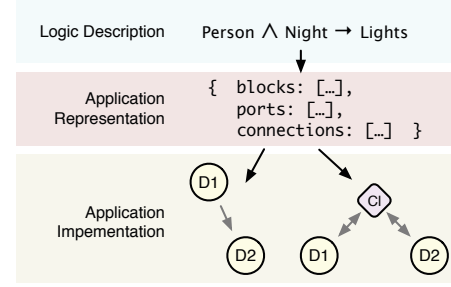 Logic Description
Person ∧ Night → Lights
Application
Representation
{ blocks: […],
ports: […],
connections: […] }
Application
Impementation
D1
D2
CI
D1
D2